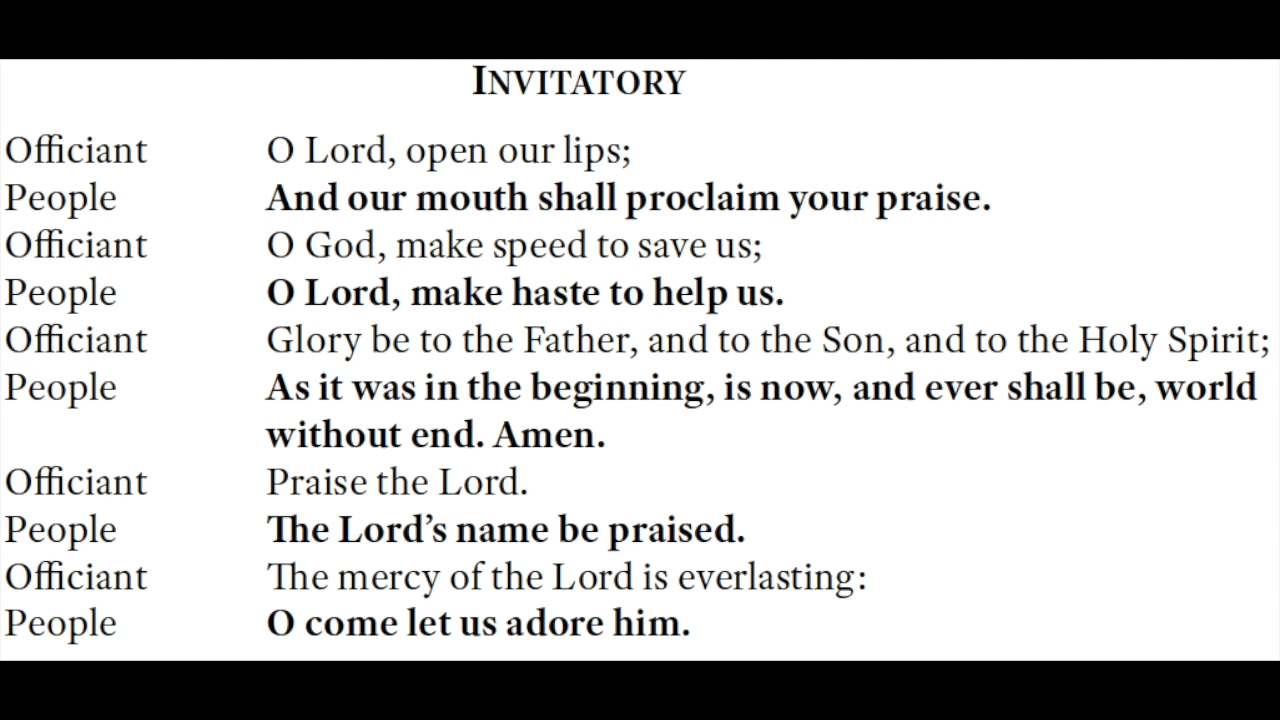 INVITATORY
Officiant O Lord, open our lips;
People And our mouth shall proclaim your praise.
Officiant O God, make speed to save us;
People O Lord, make haste to help us.
Officiant Glory be to the Father, and to the Son, and to the Holy Spirit;
People As it was in the beginning, is now, and ever shall be, world
without end. Amen.
Officiant Praise the Lord.
People The Lord’s name be praised.
Officiant The mercy of the Lord is everlasting:
People O come let us adore him.